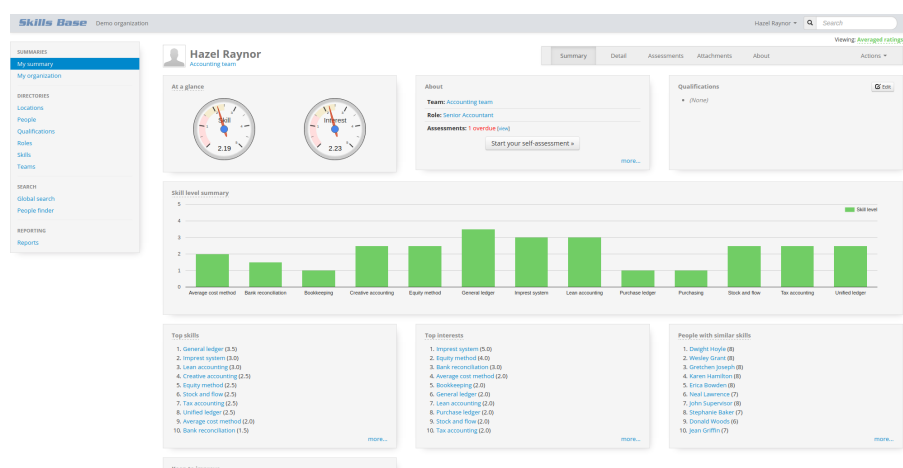 Skills Base Demo organization
Hazel Raynor
Search
Viewing: Averaged ratings
SUMMARIES
My summary
My organization
DIRECTORIES
Locations
People
Qualifications
Roles
Skills
Teams
SEARCH
Global search
People finder
REPORTING
Reports
Hazel Raynor
Accounting team
Summary Detail Assessments Attachments About Actions
At a glance
Skill
2.19
Interest
2.23
About
Team: Accounting team
Role: Senior Accountant
Assessments: 1 overdue [view]
Start your self-assessment »
more...
Qualifications
Edit
(None)
Skill level summary
Skill level
5
4
3
2
1
0
Average cost method Bank reconciliation Bookkeeping Creative accounting Equity method General ledger Imprest system Lean accounting Purchase ledger Purchasing Stock and flow Tax accounting Unified ledger
Top skills
1. General ledger (3.5)
2. Imprest system (3.0)
3. Lean accounting (3.0)
4. Creative accounting (2.5)
5. Equity method (2.5)
6. Stock and flow (2.5)
7. Tax accounting (2.5)
8. Unified ledger (2.5)
9. Average cost method (2.0)
10. Bank reconciliation (1.5)
more...
Top interests
1. Imprest system (5.0)
2. Equity method (4.0)
3. Bank reconciliation (3.0)
4. Average cost method (2.0)
5. Bookkeeping (2.0)
6. General ledger (2.0)
7. Lean accounting (2.0)
8. Purchase ledger (2.0)
9. Stock and flow (2.0)
10. Tax accounting (2.0)
more...
People with similar skills
1. Dwight Hoyle (8)
2. Wesley Grant (8)
3. Gretchen Joseph (8)
4. Karen Hamilton (8)
5. Erica Bowden (8)
6. Neal Lawrence (7)
7. John Supervisor (8)
8. Stephanie Baker (7)
9. Donald Woods (6)
10. Jean Griffin (7)
more...